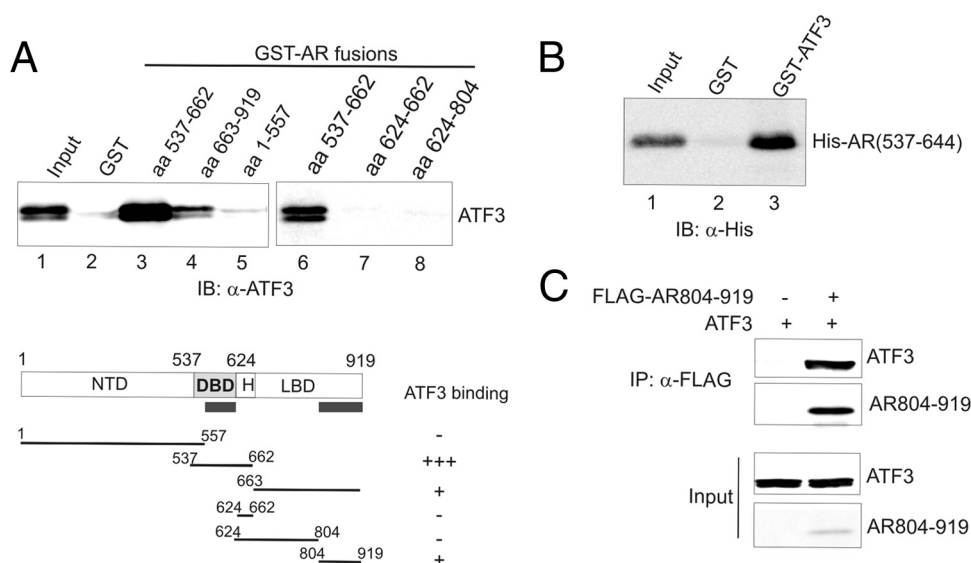 A
GST-AR fusions
Input
GST
aa 537-662
aa 663-919
aa 1-557
aa 537-662
aa 624-662
aa 624-804
ATF3
1 2 3 4 5 6 7 8
IB: α-ATF3
1 537 624 919
NTD DBD H LBD
ATF3 binding
1 557 -
537 662 +++
663 +
624 662 -
624 804 -
804 919 +
B
Input
GST
GST-ATF3
His-AR(537-644)
1 2 3
IB: α-His
C
FLAG-AR804-919 - +
ATF3 + +
IP: α-FLAG
ATF3
AR804-919
Input
ATF3
AR804-919